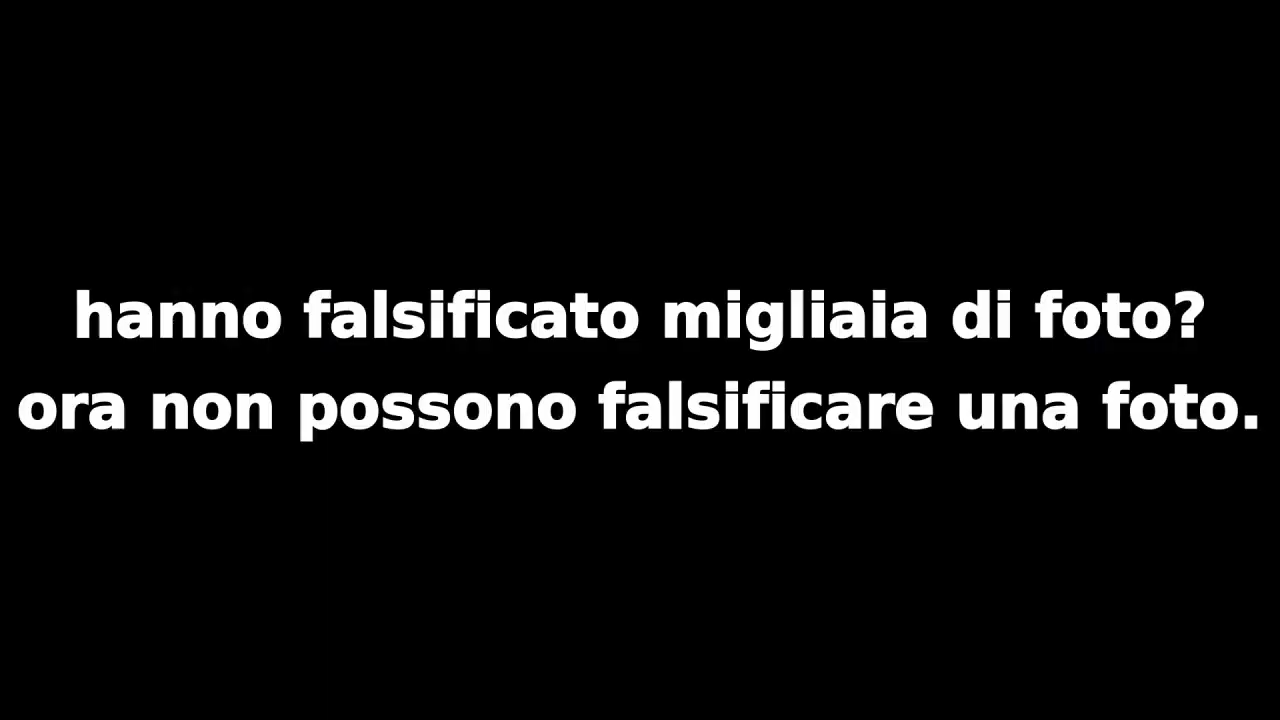 hanno falsificato migliaia di foto?
ora non possono falsificare una foto.